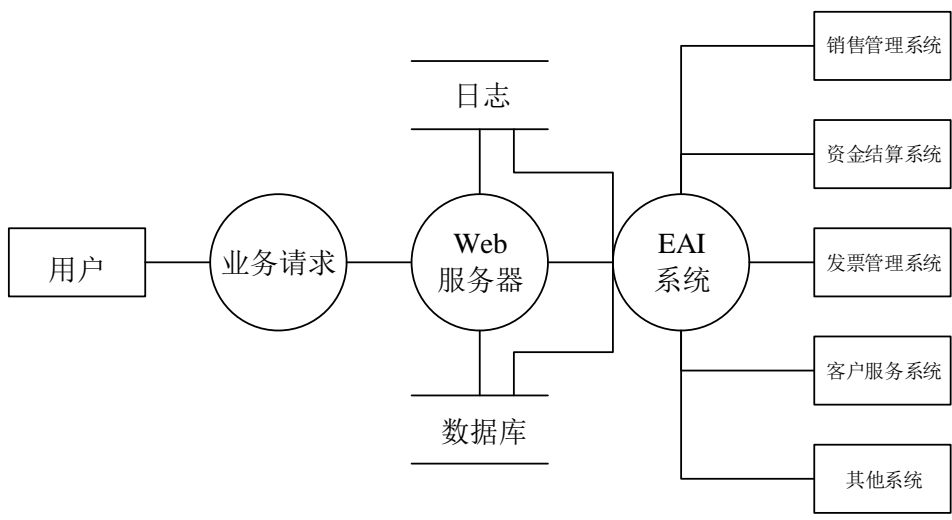 销售管理系统
日志
资金结算系统
用户
业务请求
Web
服务器
EAI
系统
发票管理系统
客户服务系统
数据库
其他系统